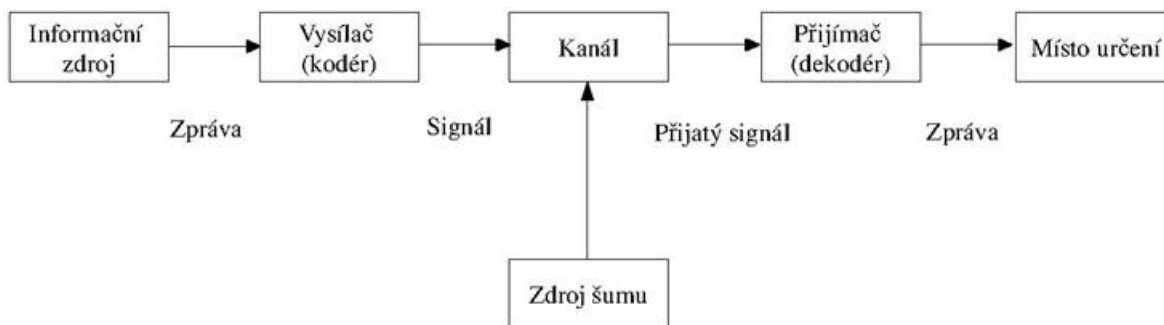 Informační
zdroj
Vysílač
(kodér)
Kanál
Přijímač
(dekodér)
Místo určení
Zpráva
Signál
Přijatý signál
Zpráva
Zdroj šumu